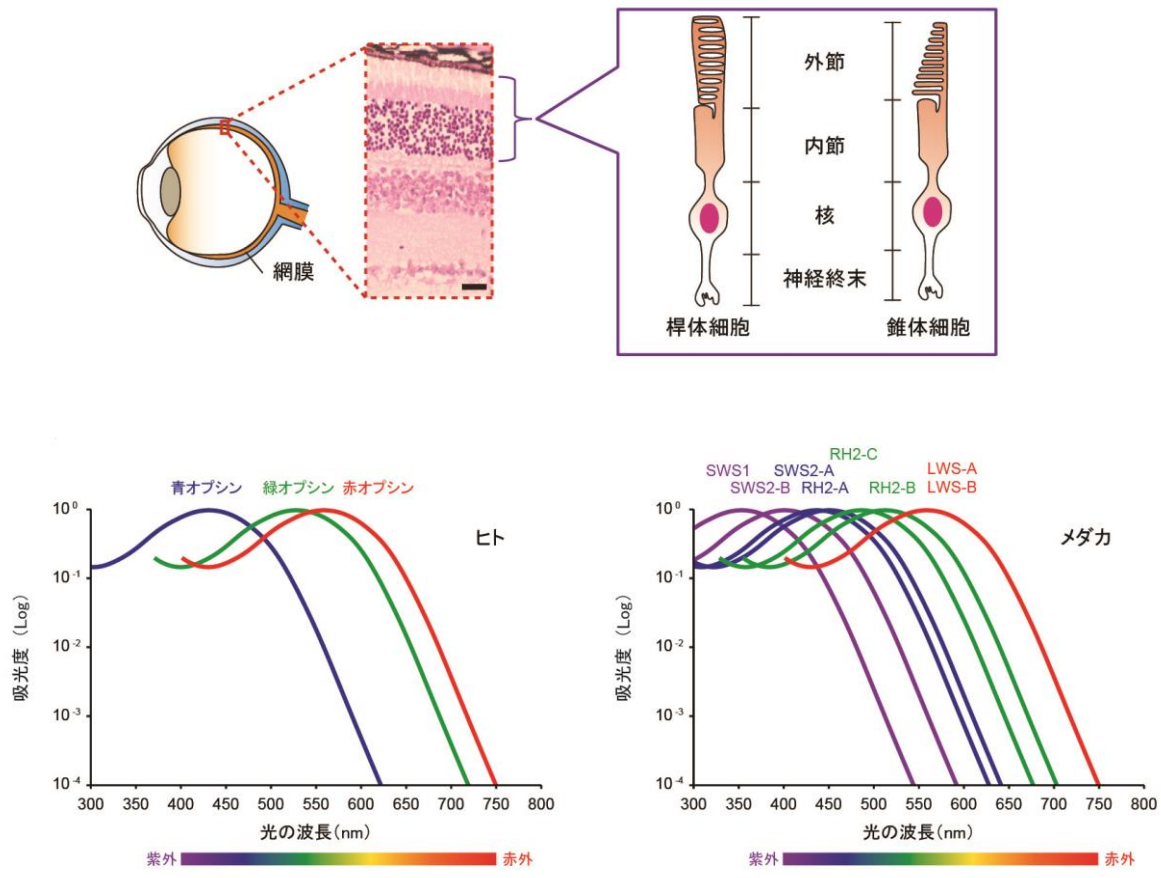 外節
内節
核
神経終末
網膜
桿体細胞
錐体細胞
青オプシン 緑オプシン 赤オプシン
ヒト
10⁰
10⁻¹
10⁻²
10⁻³
10⁻⁴
吸光度 (Log)
300 350 400 450 500 550 600 650 700 750 800
光の波長(nm)
紫外 赤外
RH2-C
SWS1 SWS2-A LWS-A
SWS2-B RH2-A RH2-B LWS-B
メダカ
10⁰
10⁻¹
10⁻²
10⁻³
10⁻⁴
吸光度 (Log)
300 350 400 450 500 550 600 650 700 750 800
光の波長(nm)
紫外 赤外